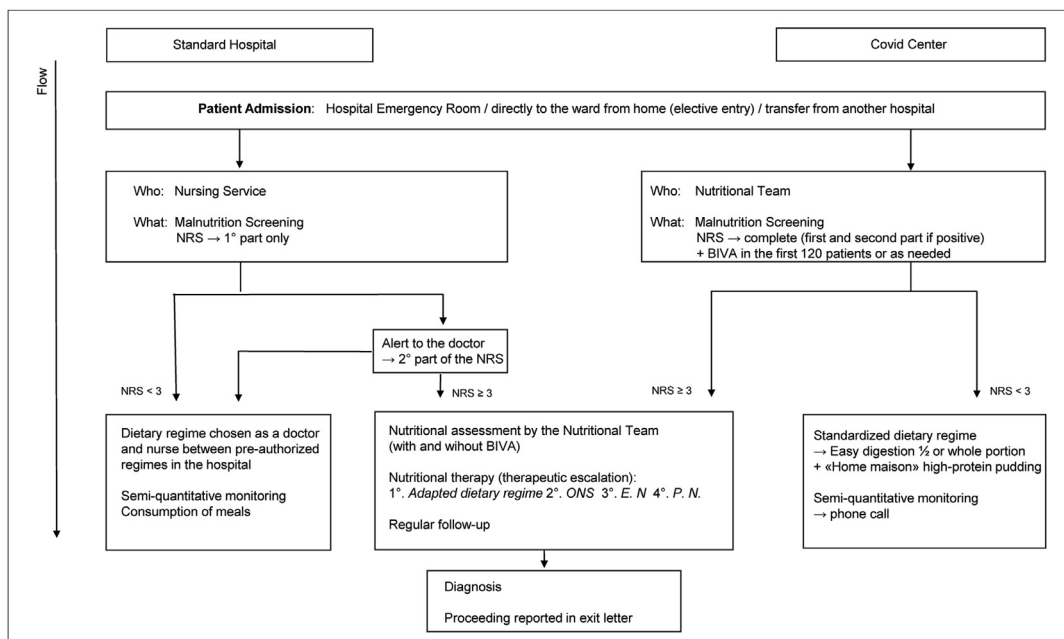 Standard Hospital
Covid Center
Flow
Patient Admission: Hospital Emergency Room / directly to the ward from home (elective entry) / transfer from another hospital
Who: Nursing Service
What: Malnutrition Screening
NRS → 1° part only
Who: Nutritional Team
What: Malnutrition Screening
NRS → complete (first and second part if positive)
+ BIVA in the first 120 patients or as needed
Alert to the doctor
→ 2° part of the NRS
NRS < 3
NRS ≥ 3
NRS ≥ 3
NRS < 3
Dietary regime chosen as a doctor
and nurse between pre-authorized
regimes in the hospital
Semi-quantitative monitoring
Consumption of meals
Nutritional assessment by the Nutritional Team
(with and wihout BIVA)
Nutritional therapy (therapeutic escalation):
1°. Adapted dietary regime 2°. ONS 3°. E. N 4°. P. N.
Regular follow-up
Standardized dietary regime
→ Easy digestion ½ or whole portion
+ «Home maison» high-protein pudding
Semi-quantitative monitoring
→ phone call
Diagnosis
Proceeding reported in exit letter